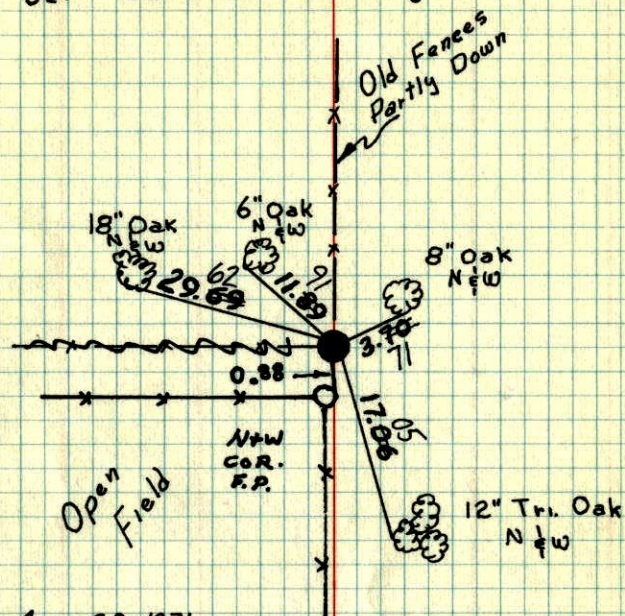 Old Fences
Partly Down
18" Oak
N & W
6" Oak
N & W
8" Oak
N & W
29.69
62
11.89
91
3.70
71
0.88
17.06
05
N+W
COR.
F.P.
Open
Field
12" Tri. Oak
N & W